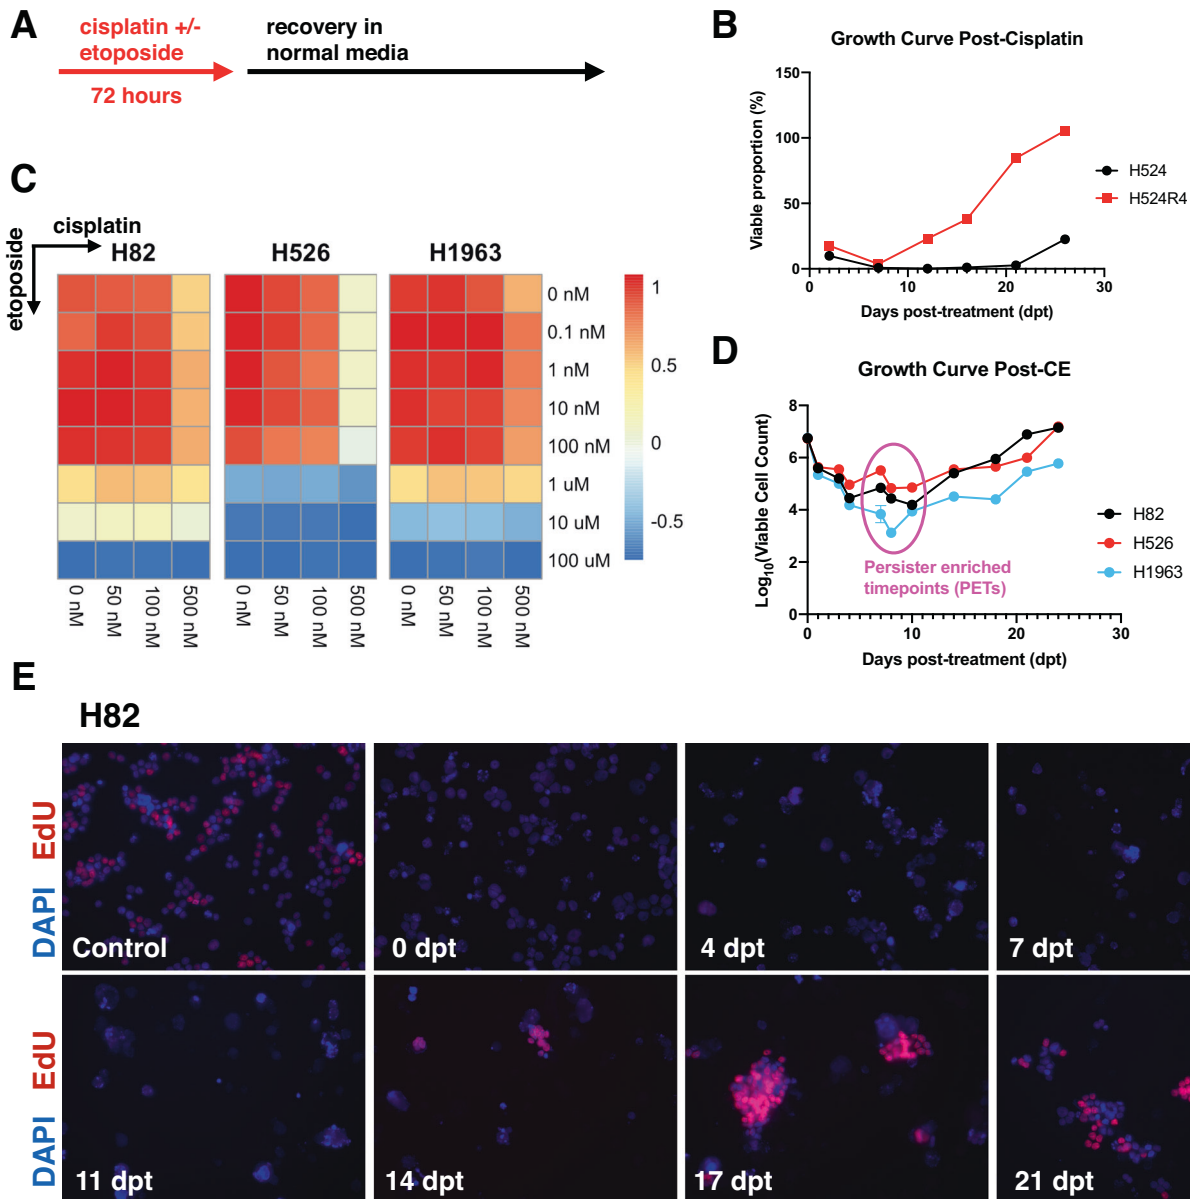 A
cisplatin +/-
etoposide
72 hours
recovery in
normal media
B
Growth Curve Post-Cisplatin
Viable proportion (%)
150
100
50
0
0
10
20
30
Days post-treatment (dpt)
H524
H524R4
C
cisplatin
etoposide
H82
H526
H1963
0 nM
0.1 nM
1 nM
10 nM
100 nM
1 uM
10 uM
100 uM
0 nM
50 nM
100 nM
500 nM
0 nM
50 nM
100 nM
500 nM
0 nM
50 nM
100 nM
500 nM
1
0.5
0
-0.5
D
Growth Curve Post-CE
Log10(Viable Cell Count)
8
6
4
2
0
0
10
20
30
Days post-treatment (dpt)
Persister enriched
timepoints (PETs)
H82
H526
H1963
E
H82
DAPI EdU
Control
0 dpt
4 dpt
7 dpt
DAPI EdU
11 dpt
14 dpt
17 dpt
21 dpt